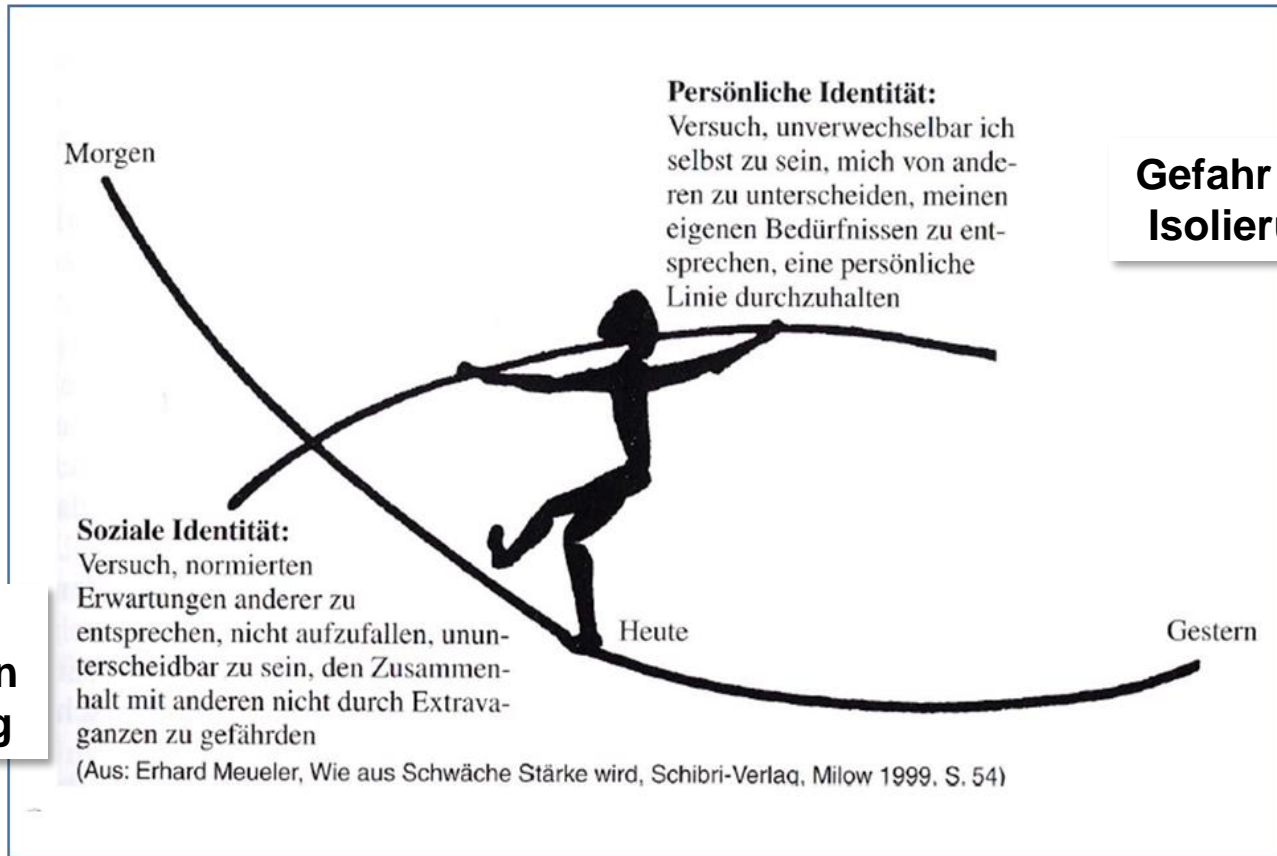 Persönliche Identität:
Versuch, unverwechselbar ich
selbst zu sein, mich von ande-
ren zu unterscheiden, meinen
eigenen Bedürfnissen zu ent-
sprechen, eine persönliche
Linie durchzuhalten
Morgen
Gefahr
Soziale Identität:
Versuch, normierten
Erwartungen anderer zu
entsprechen, nicht aufzufallen, unun-
terscheidbar zu sein, den Zusammen-
halt mit anderen nicht durch Extrava-
ganzen zu gefährden
Heute
Gestern
(Aus: Erhard Meueler, Wie aus Schwäche Stärke wird, Schibri-Verlag, Milow 1999. S. 54)